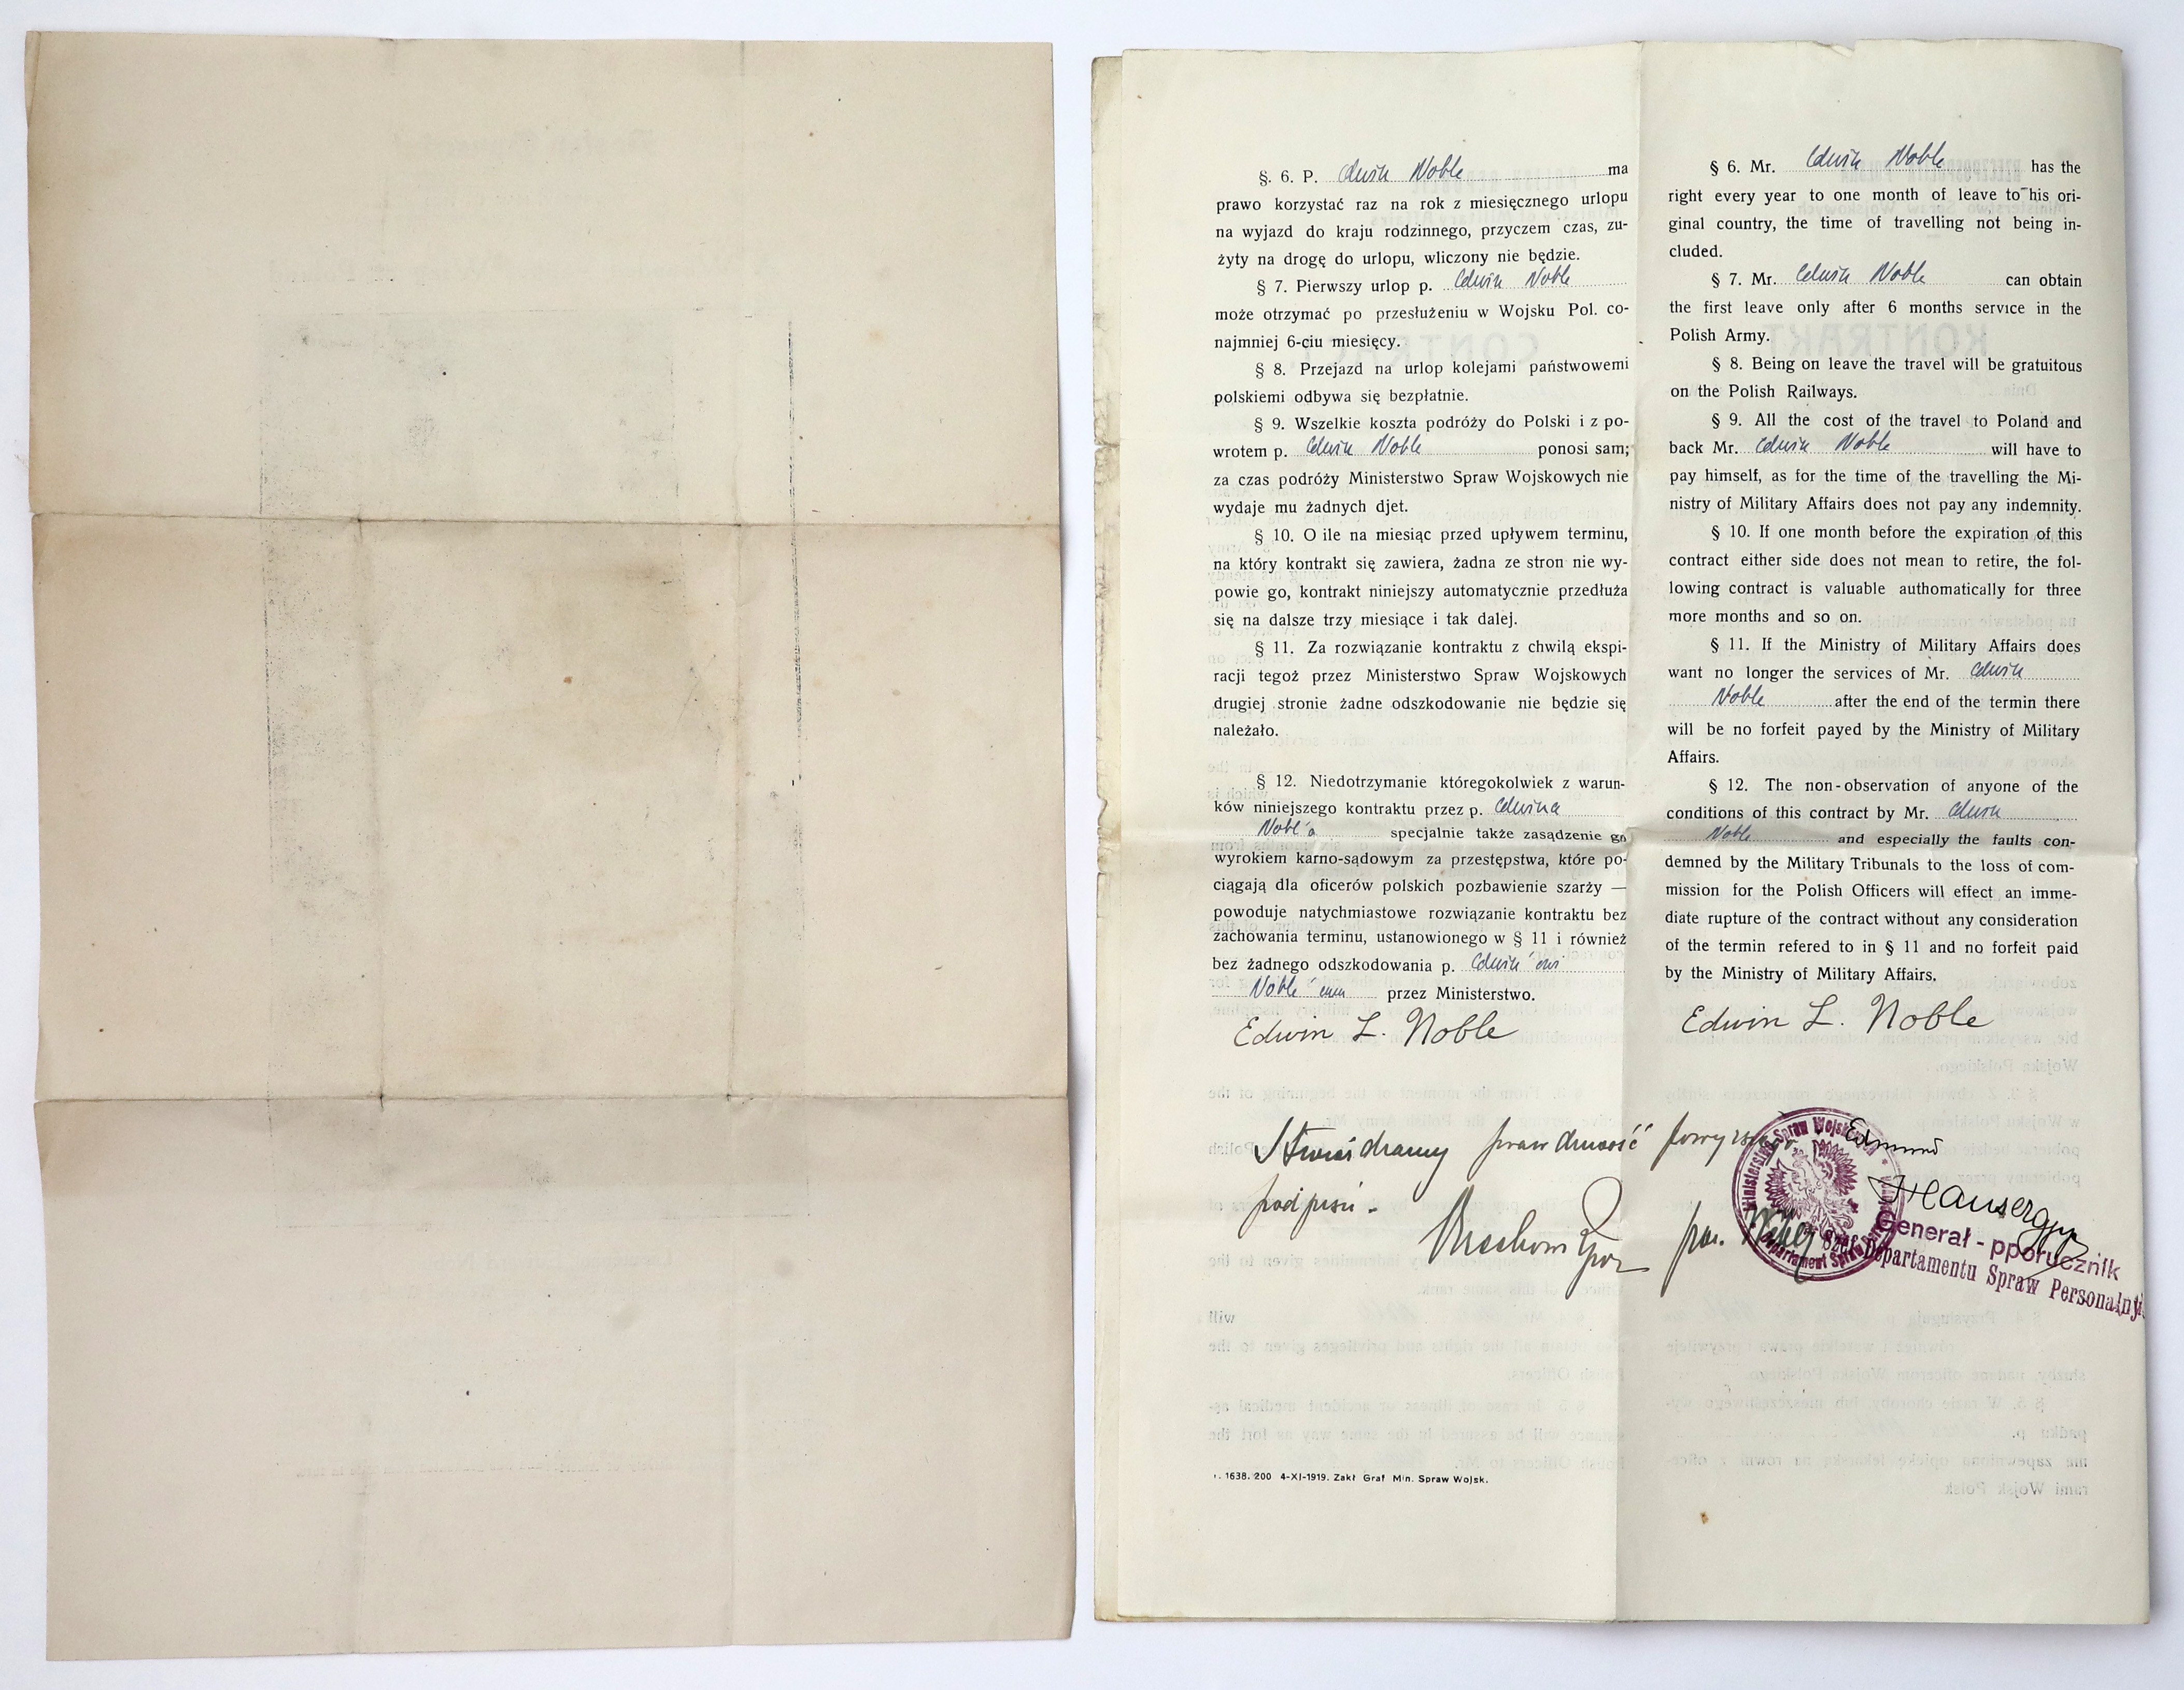 §. 6. P. Edwin Noble ma
prawo korzystać raz na rok z miesięcznego urlopu
na wyjazd do kraju rodzinnego, przyczem czas, zu-
żyty na drogę do urlopu, wliczony nie będzie.
§ 7. Pierwszy urlop p. Edwin Noble
może otrzymać po przesłużeniu w Wojsku Pol. co-
najmniej 6-ciu miesięcy.
§ 8. Przejazd na urlop kolejami państwowemi
polskiemi odbywa się bezpłatnie.
§ 9. Wszelkie koszta podróży do Polski i z po-
wrotem p. Edwin Noble ponosi sam;
za czas podróży Ministerstwo Spraw Wojskowych nie
wydaje mu żadnych djet.
§ 10. O ile na miesiąc przed upływem terminu,
na który kontrakt się zawiera, żadna ze stron nie wy-
powie go, kontrakt niniejszy automatycznie przedłuża
się na dalsze trzy miesiące i tak dalej.
§ 11. Za rozwiązanie kontraktu z chwilą ekspi-
racji tegoż przez Ministerstwo Spraw Wojskowych
drugiej stronie żadne odszkodowanie nie będzie się
należało.
§ 12. Niedotrzymanie któregokolwiek z warun-
ków niniejszego kontraktu przez p. Edwina
Nobl'a specjalnie także zasądzenie go
wyrokiem karno-sądowym za przestępstwa, które po-
ciągają dla oficerów polskich pozbawienie szarży —
powoduje natychmiastowe rozwiązanie kontraktu bez
zachowania terminu, ustanowionego w § 11 i również
bez żadnego odszkodowania p. Edwin'owi
Noble'emu przez Ministerstwo.
Edwin L. Noble
§ 6. Mr. Edwin Noble has the
right every year to one month of leave to his ori-
ginal country, the time of travelling not being in-
cluded.
§ 7. Mr. Edwin Noble can obtain
the first leave only after 6 months service in the
Polish Army.
§ 8. Being on leave the travel will be gratuitous
on the Polish Railways.
§ 9. All the cost of the travel to Poland and
back Mr. Edwin Noble will have to
pay himself, as for the time of the travelling the Mi-
nistry of Military Affairs does not pay any indemnity.
§ 10. If one month before the expiration of this
contract either side does not mean to retire, the fol-
lowing contract is valuable authomatically for three
more months and so on.
§ 11. If the Ministry of Military Affairs does
want no longer the services of Mr. Edwin
Noble after the end of the termin there
will be no forfeit payed by the Ministry of Military
Affairs.
§ 12. The non-observation of anyone of the
conditions of this contract by Mr. Edwin
Noble and especially the faults con-
demned by the Military Tribunals to the loss of com-
mission for the Polish Officers will effect an imme-
diate rupture of the contract without any consideration
of the termin refered to in § 11 and no forfeit paid
by the Ministry of Military Affairs.
Edwin L. Noble
Stwierdzamy prawdziwość powyższego
podpisu.
por.
Ministerstwo Spraw Wojskowych
Departament Spraw
Generał - pporucznik
Szef Departamentu Spraw Personalnych
1638. 200 4-XI-1919. Zakł Graf Min. Spraw Wojsk.